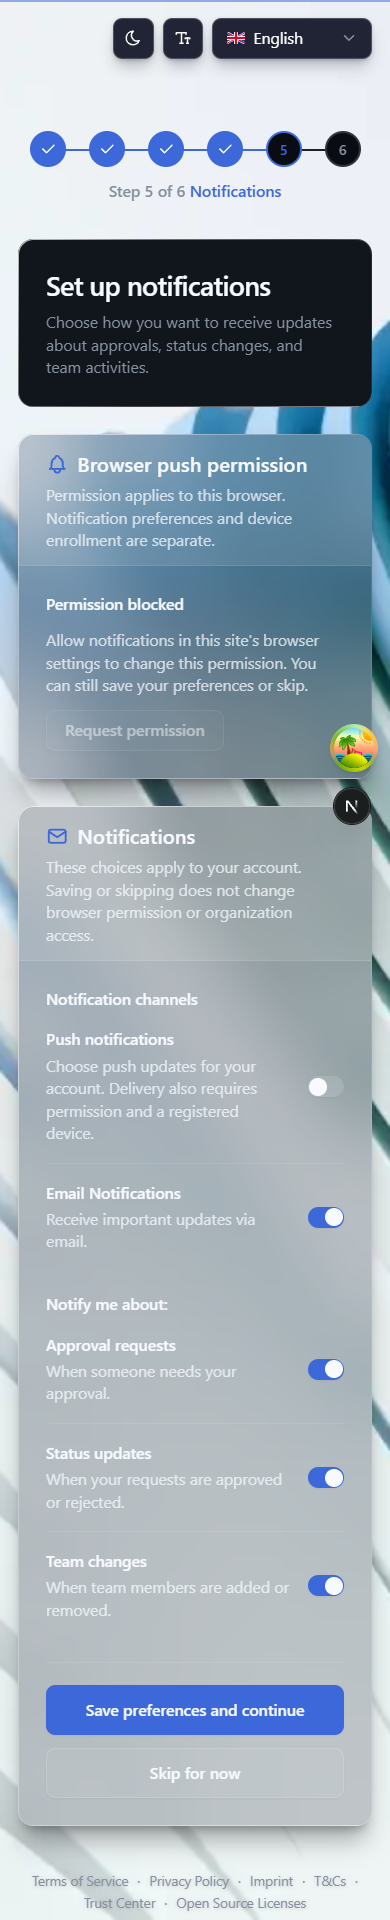 English
5
6
Step 5 of 6 Notifications
Set up notifications
Choose how you want to receive updates
about approvals, status changes, and
team activities.
Browser push permission
Permission applies to this browser.
Notification preferences and device
enrollment are separate.
Permission blocked
Allow notifications in this site's browser
settings to change this permission. You
can still save your preferences or skip.
Request permission
N
Notifications
These choices apply to your account.
Saving or skipping does not change
browser permission or organization
access.
Notification channels
Push notifications
Choose push updates for your
account. Delivery also requires
permission and a registered
device.
Email Notifications
Receive important updates via
email.
Notify me about:
Approval requests
When someone needs your
approval.
Status updates
When your requests are approved
or rejected.
Team changes
When team members are added or
removed.
Save preferences and continue
Skip for now
Terms of Service · Privacy Policy · Imprint · T&Cs ·
Trust Center · Open Source Licenses